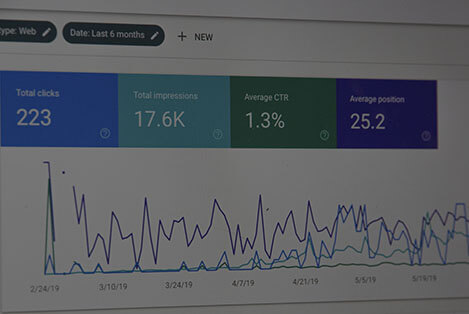 ype: Web
Date: Last 6 months
+ NEW
Total clicks
223
Total impressions
17.6K
Average CTR
1.3%
Average position
25.2
2/24/19
3/10/19
3/24/19
4/7/19
4/21/19
5/5/19
5/19/19